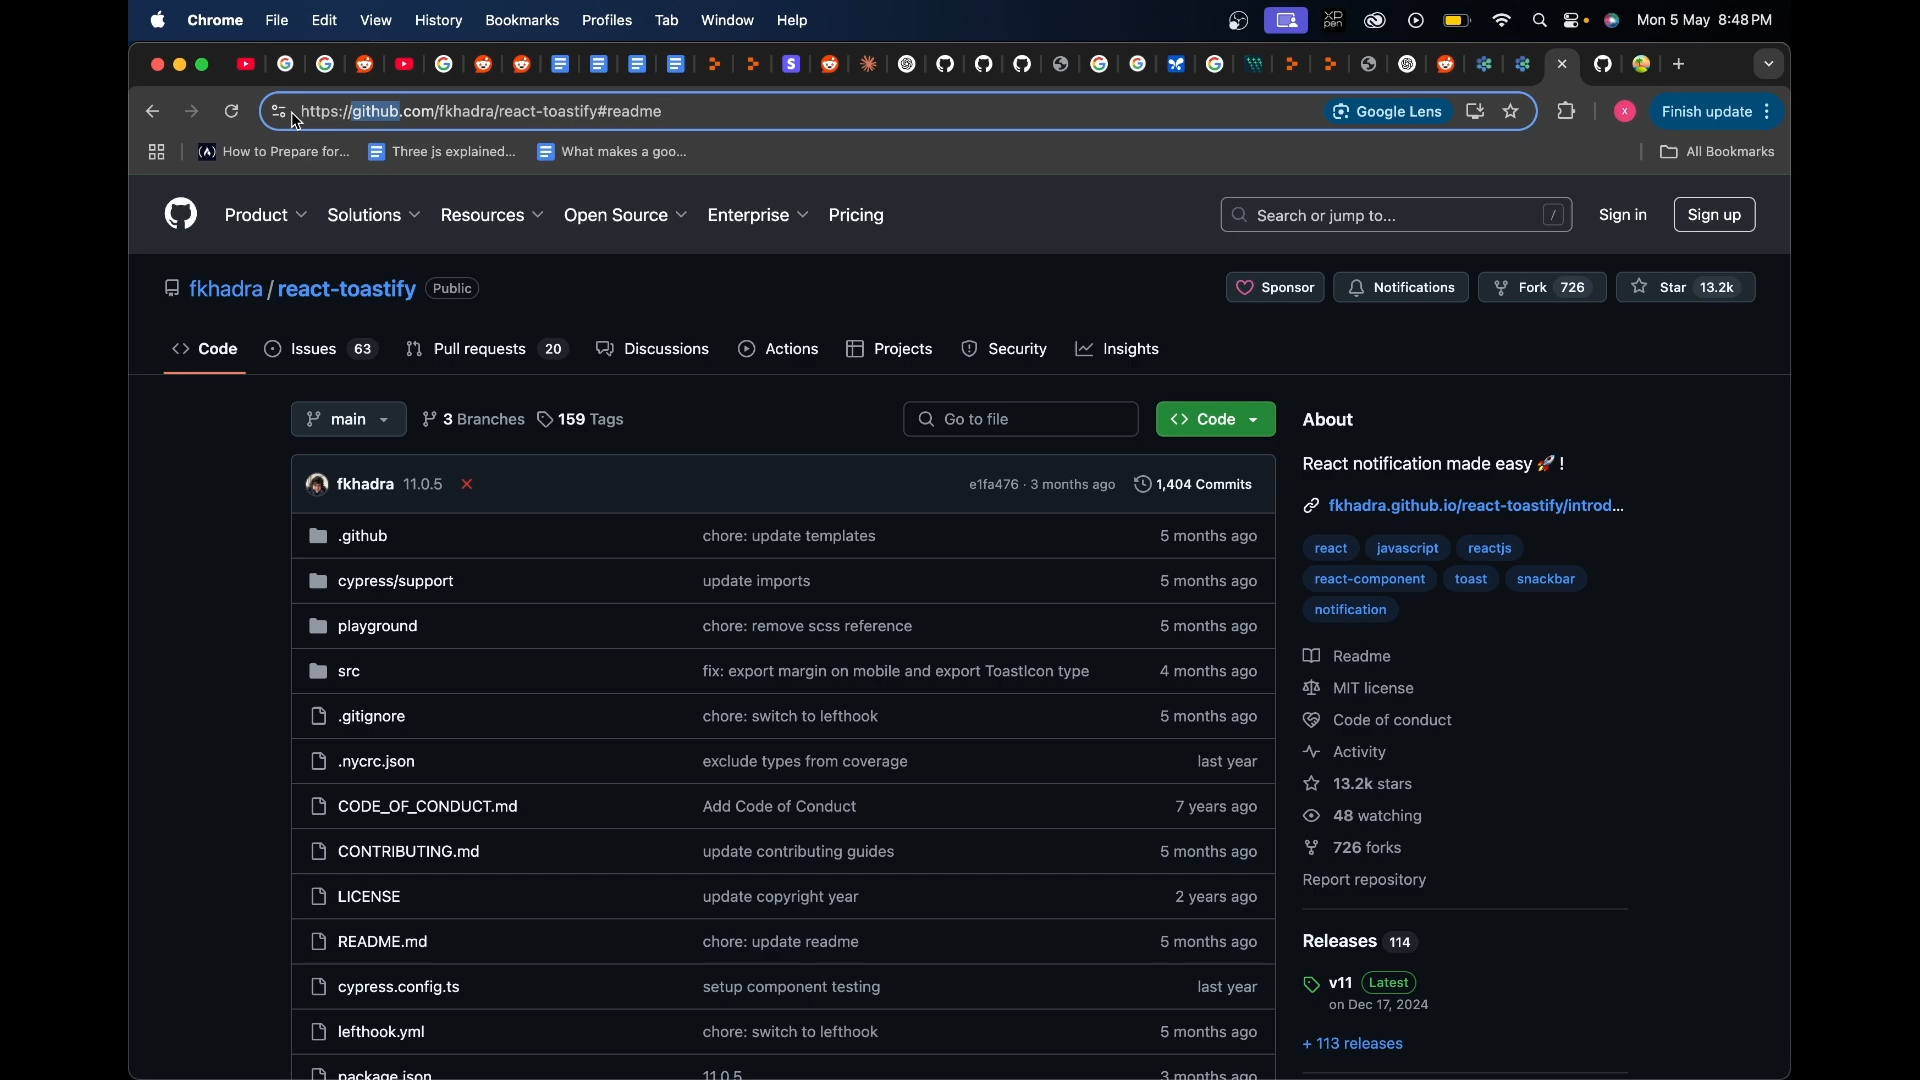 Chrome File Edit View History Bookmarks Profiles Tab Window Help Mon 5 May 8:48 PM
https://github.com/fkhadra/react-toastify#readme Google Lens x Finish update
How to Prepare for... Three js explained... What makes a goo... All Bookmarks
Product Solutions Resources Open Source Enterprise Pricing Search or jump to... / Sign in Sign up
fkhadra / react-toastify Public Sponsor Notifications Fork 726 Star 13.2k
Code Issues 63 Pull requests 20 Discussions Actions Projects Security Insights
main 3 Branches 159 Tags Go to file Code
fkhadra 11.0.5 e1fa476 · 3 months ago 1,404 Commits
.github chore: update templates 5 months ago
cypress/support update imports 5 months ago
playground chore: remove scss reference 5 months ago
src fix: export margin on mobile and export ToastIcon type 4 months ago
.gitignore chore: switch to lefthook 5 months ago
.nycrc.json exclude types from coverage last year
CODE_OF_CONDUCT.md Add Code of Conduct 7 years ago
CONTRIBUTING.md update contributing guides 5 months ago
LICENSE update copyright year 2 years ago
README.md chore: update readme 5 months ago
cypress.config.ts setup component testing last year
lefthook.yml chore: switch to lefthook 5 months ago
package.json 11.0.5 3 months ago
About
React notification made easy 🚀 !
fkhadra.github.io/react-toastify/introd...
react javascript reactjs
react-component toast snackbar
notification
Readme
MIT license
Code of conduct
Activity
13.2k stars
48 watching
726 forks
Report repository
Releases 114
v11 Latest
on Dec 17, 2024
+ 113 releases